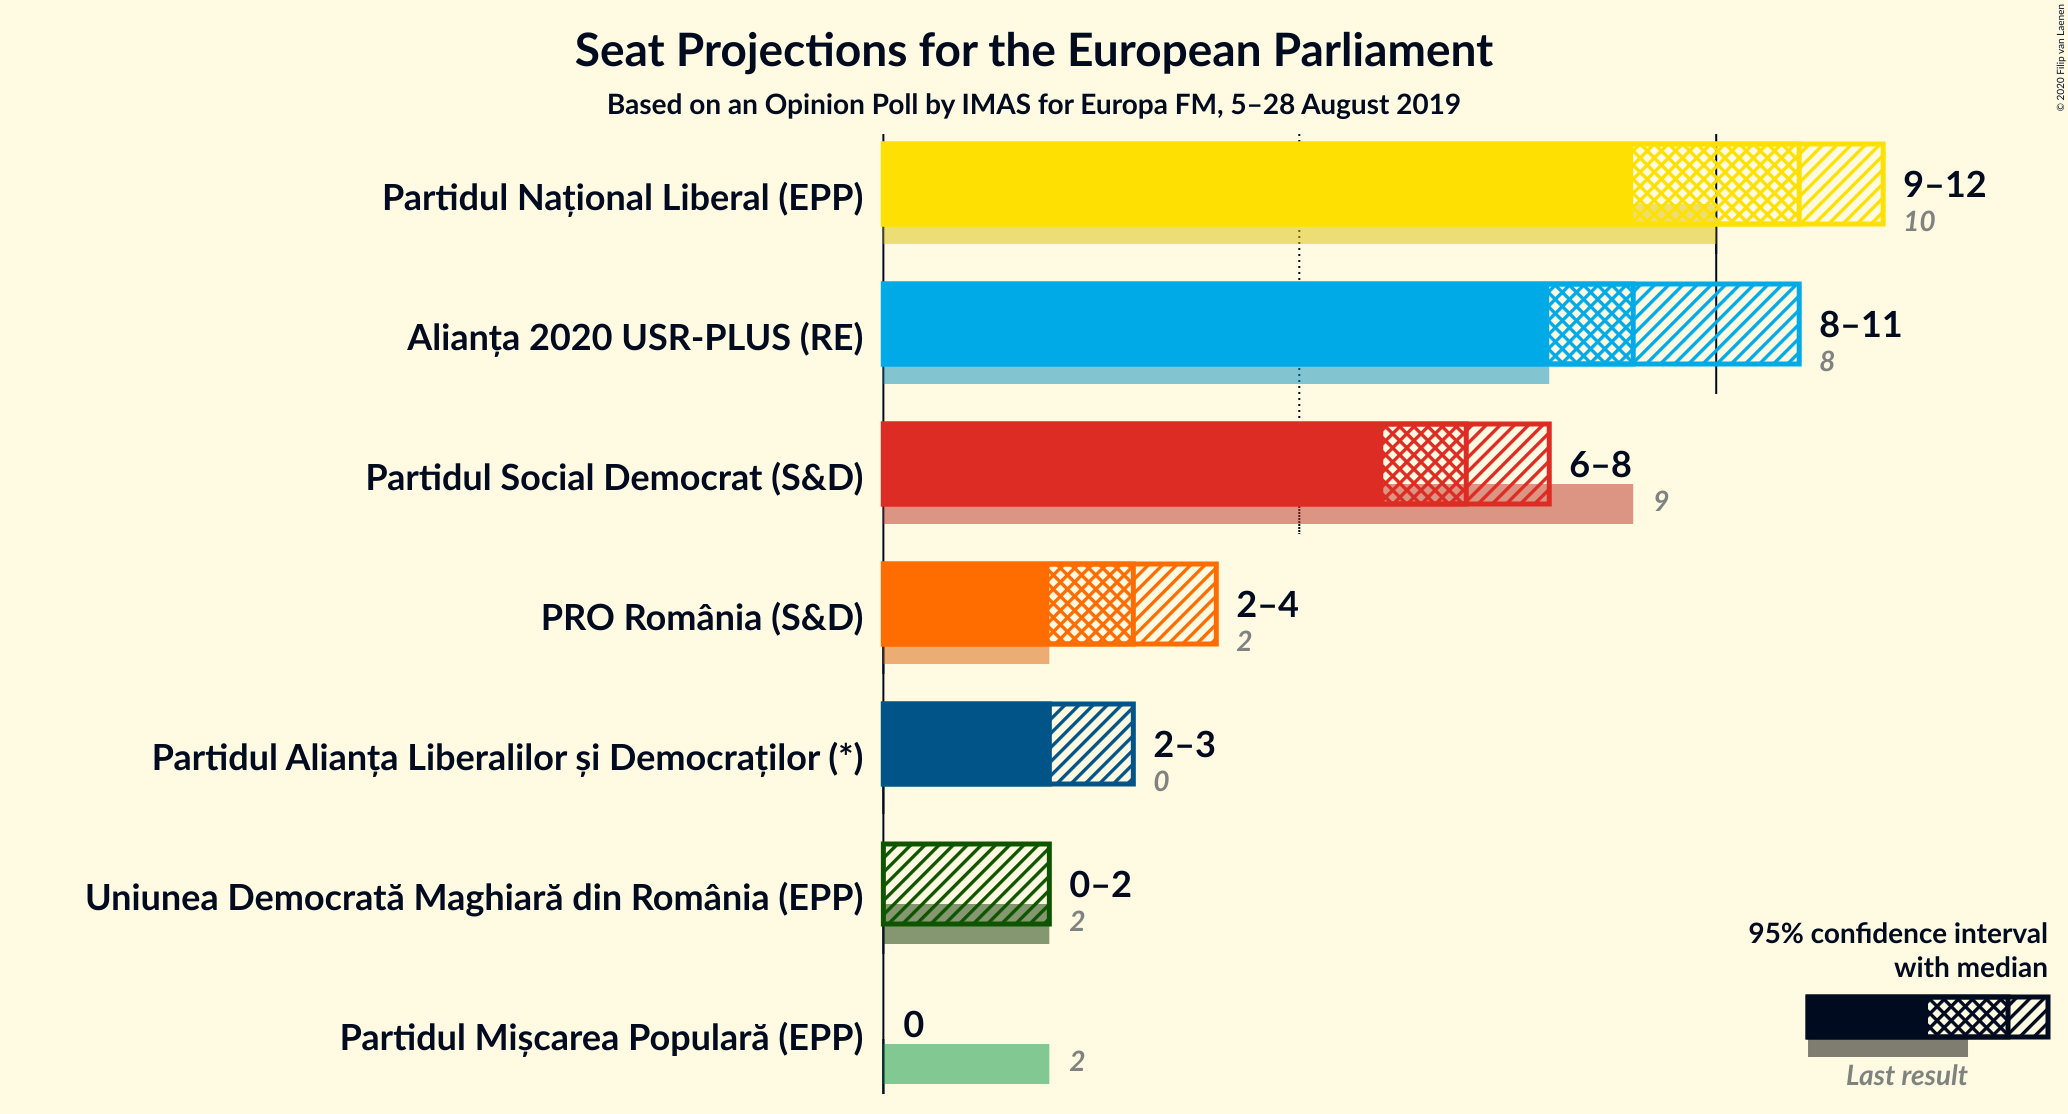 Seat Projections for the European Parliament
Based on an Opinion Poll by IMAS for Europa FM, 5–28 August 2019
© 2020 Filip van Laenen
Partidul Național Liberal (EPP)
9–12
10
Alianța 2020 USR-PLUS (RE)
8–11
8
Partidul Social Democrat (S&D)
6–8
9
PRO România (S&D)
2–4
2
Partidul Alianța Liberalilor și Democraților (*)
2–3
0
Uniunea Democrată Maghiară din România (EPP)
0–2
2
Partidul Mișcarea Populară (EPP)
0
2
95% confidence interval
with median
Last result